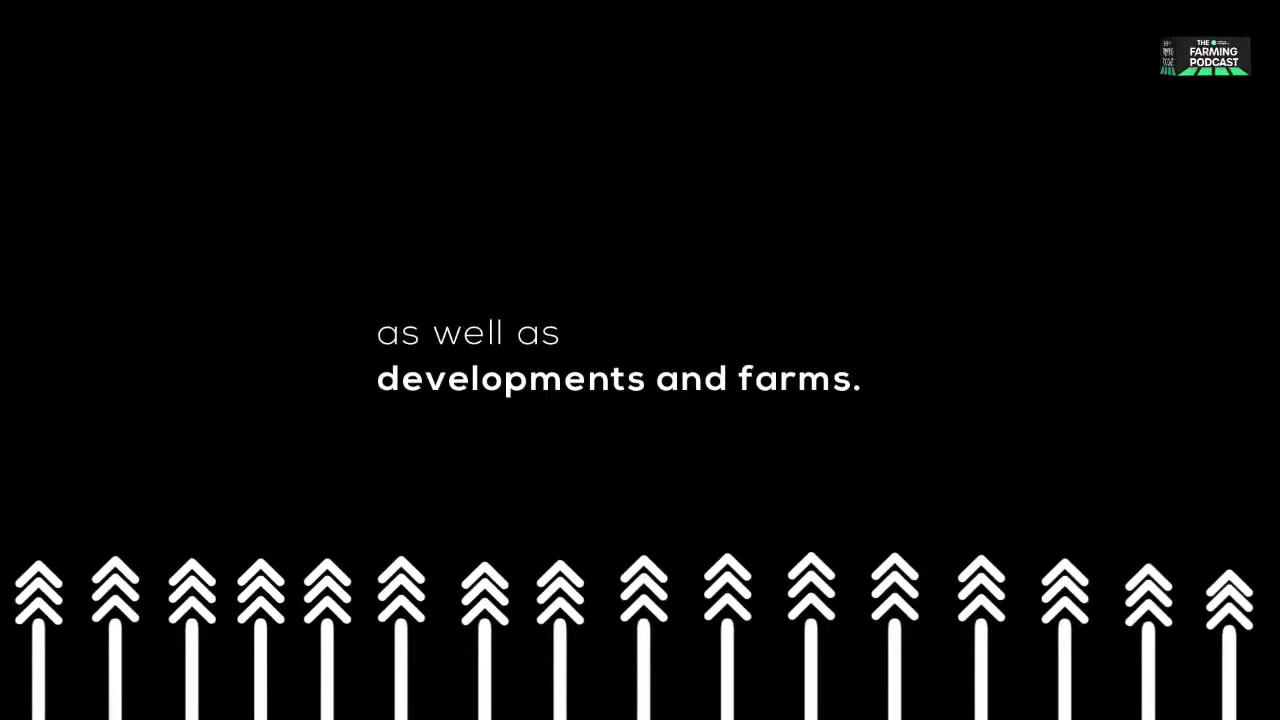 THE
FARMING
PODCAST
as well as
developments and farms.